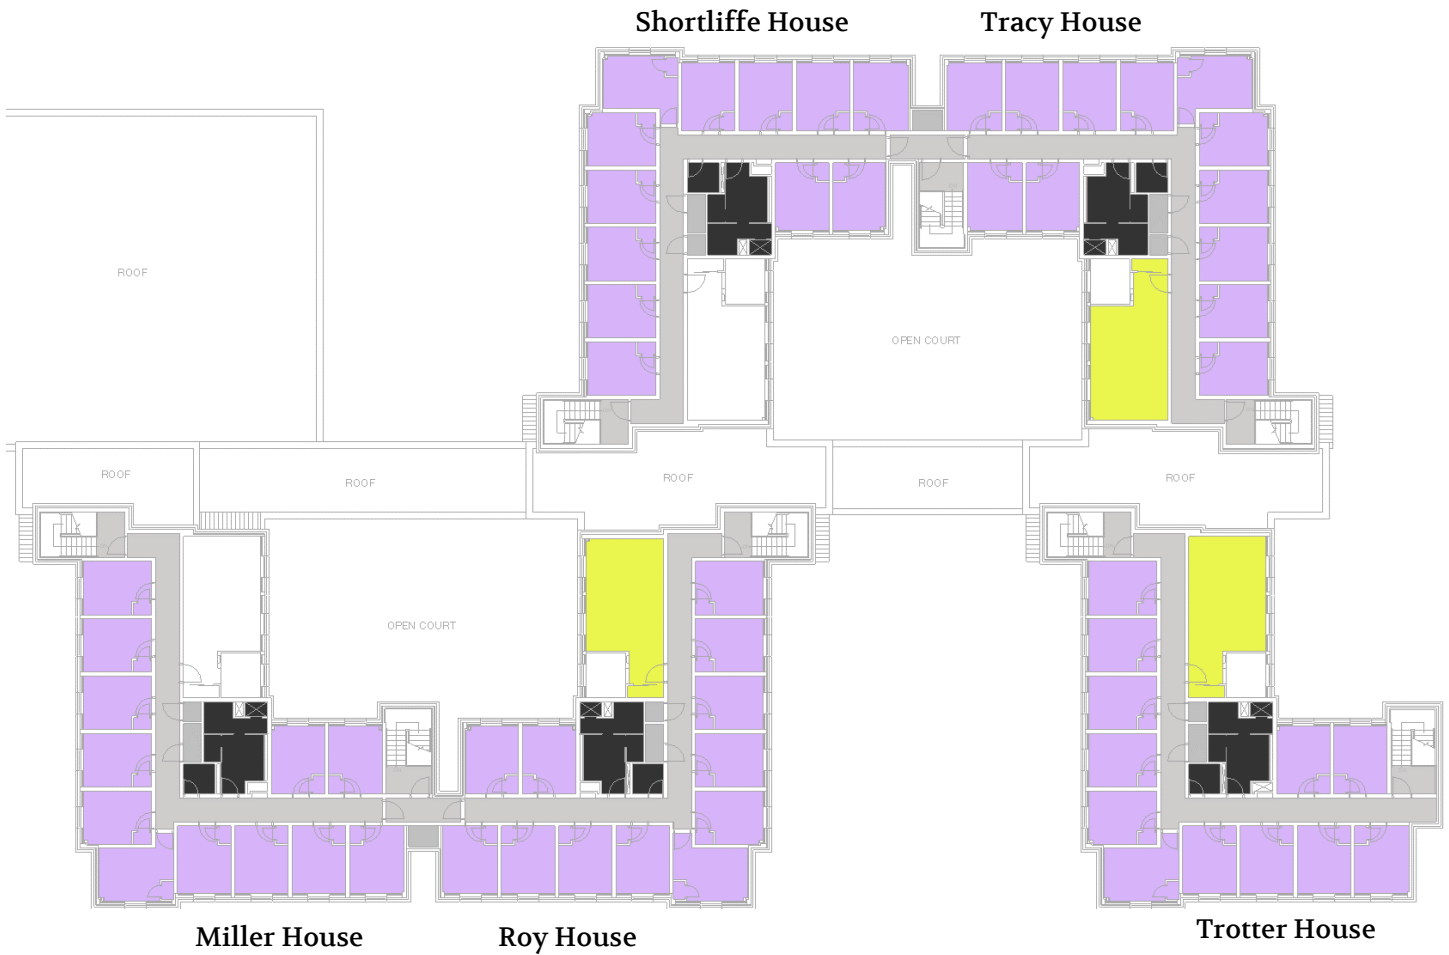 Shortliffe House
Tracy House
ROOF
OPEN COURT
ROOF
ROOF
ROOF
ROOF
ROOF
OPEN COURT
Miller House
Roy House
Trotter House